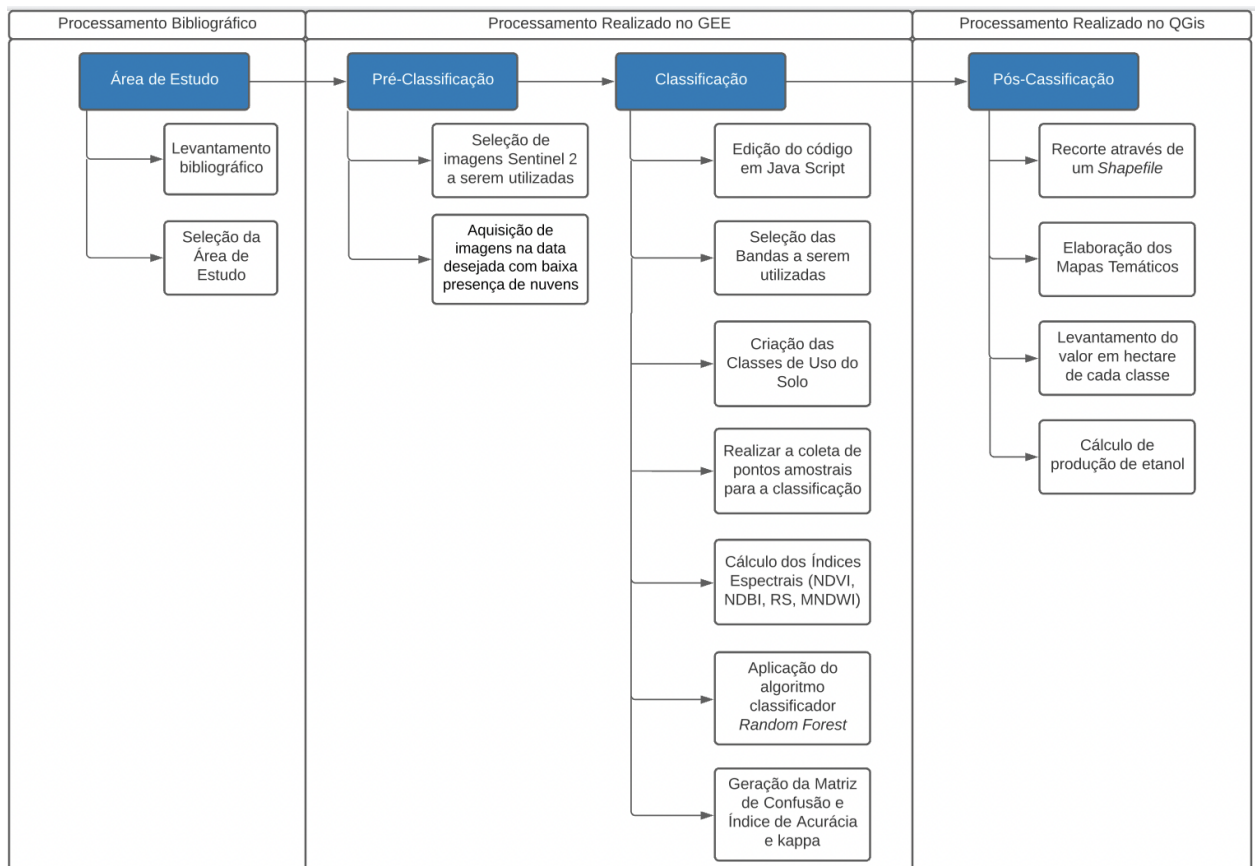 Processamento Bibliográfico
Processamento Realizado no GEE
Processamento Realizado no QGis
Área de Estudo
Levantamento
bibliográfico
Seleção da
Área de
Estudo
Pré-Classificação
Seleção de
imagens Sentinel 2
a serem utilizadas
Aquisição de
imagens na data
desejada com baixa
presença de nuvens
Classificação
Edição do código
em Java Script
Seleção das
Bandas a serem
utilizadas
Criação das
Classes de Uso do
Solo
Realizar a coleta de
pontos amostrais
para a classificação
Cálculo dos Índices
Espectrais (NDVI,
NDBI, RS, MNDWI)
Aplicação do
algoritmo
classificador
Random Forest
Geração da Matriz
de Confusão e
Índice de Acurácia
e kappa
Pós-Cassificação
Recorte através de
um Shapefile
Elaboração dos
Mapas Temáticos
Levantamento do
valor em hectare
de cada classe
Cálculo de
produção de etanol